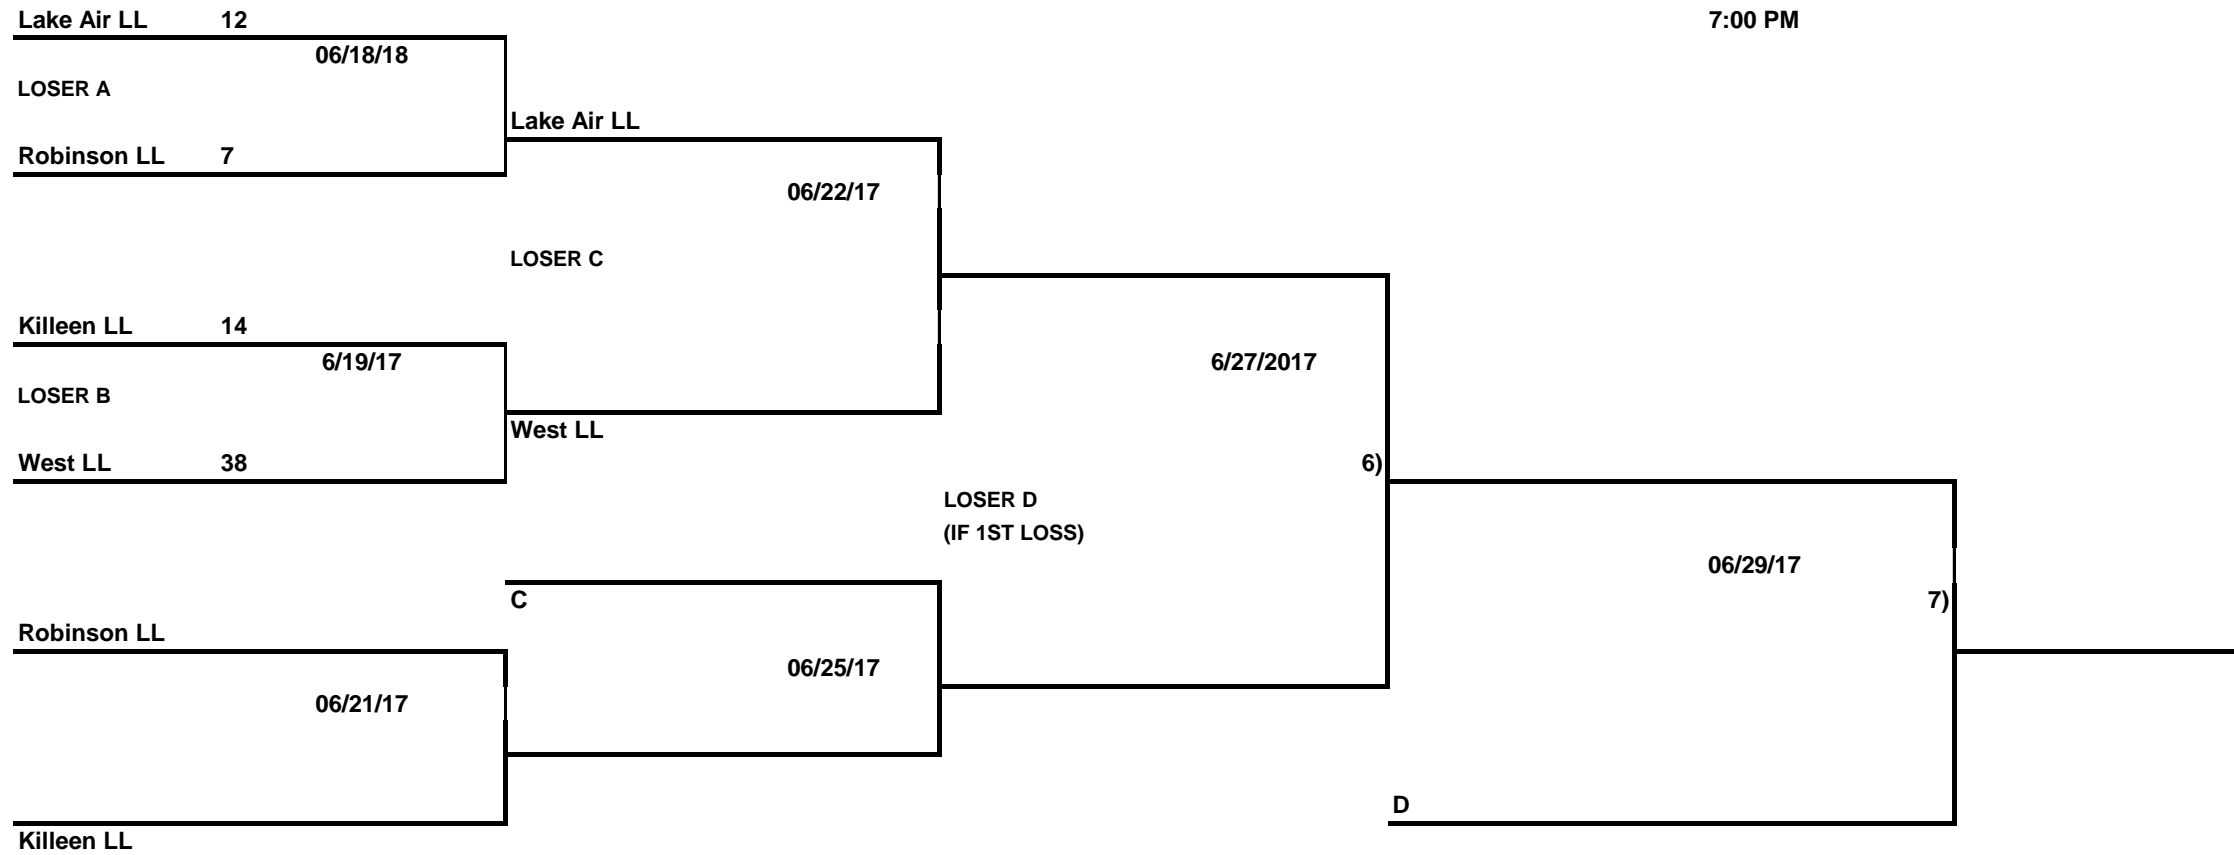 Lake Air LL 12
7:00 PM
06/18/18
LOSER A
Lake Air LL
Robinson LL 7
06/22/17
LOSER C
Killeen LL 14
6/19/17
6/27/2017
LOSER B
West LL
West LL 38
6)
LOSER D
(IF 1ST LOSS)
06/29/17
C
7)
Robinson LL
06/25/17
06/21/17
D
Killeen LL